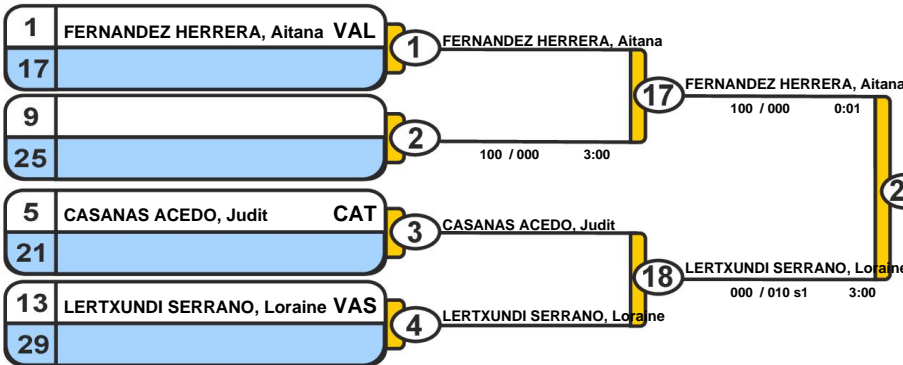 1 FERNANDEZ HERRERA, Aitana VAL
17
1 FERNANDEZ HERRERA, Aitana
9
25
2
100 / 000 3:00
17 FERNANDEZ HERRERA, Aitana
100 / 000 0:01
5 CASANAS ACEDO, Judit CAT
21
3 CASANAS ACEDO, Judit
13 LERTXUNDI SERRANO, Loraine VAS
29
4 LERTXUNDI SERRANO, Loraine
18 LERTXUNDI SERRANO, Loraine
000 / 010 s1 3:00